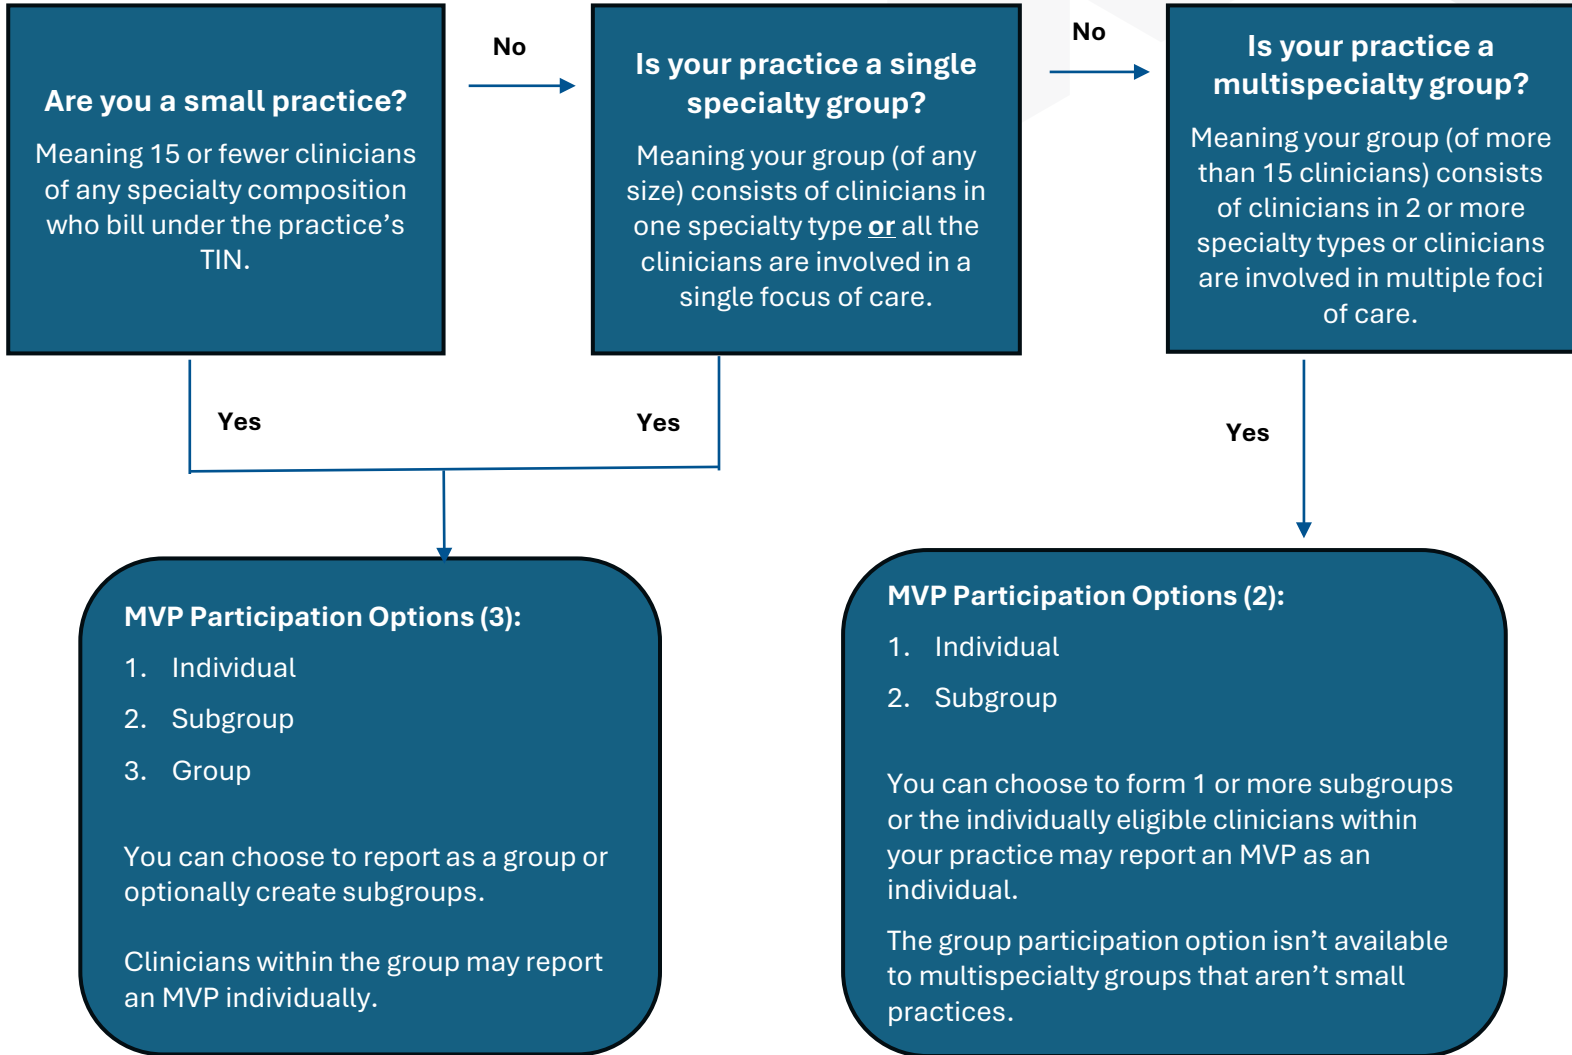 Are you a small practice?
Meaning 15 or fewer clinicians
of any specialty composition
who bill under the practice’s
TIN.
No
Is your practice a single
specialty group?
Meaning your group (of any
size) consists of clinicians in
one specialty type or all the
clinicians are involved in a
single focus of care.
No
Is your practice a
multispecialty group?
Meaning your group (of more
than 15 clinicians) consists
of clinicians in 2 or more
specialty types or clinicians
are involved in multiple foci
of care.
Yes
Yes
Yes
MVP Participation Options (3):
1. Individual
2. Subgroup
3. Group
You can choose to report as a group or
optionally create subgroups.
Clinicians within the group may report
an MVP individually.
MVP Participation Options (2):
1. Individual
2. Subgroup
You can choose to form 1 or more subgroups
or the individually eligible clinicians within
your practice may report an MVP as an
individual.
The group participation option isn’t available
to multispecialty groups that aren’t small
practices.